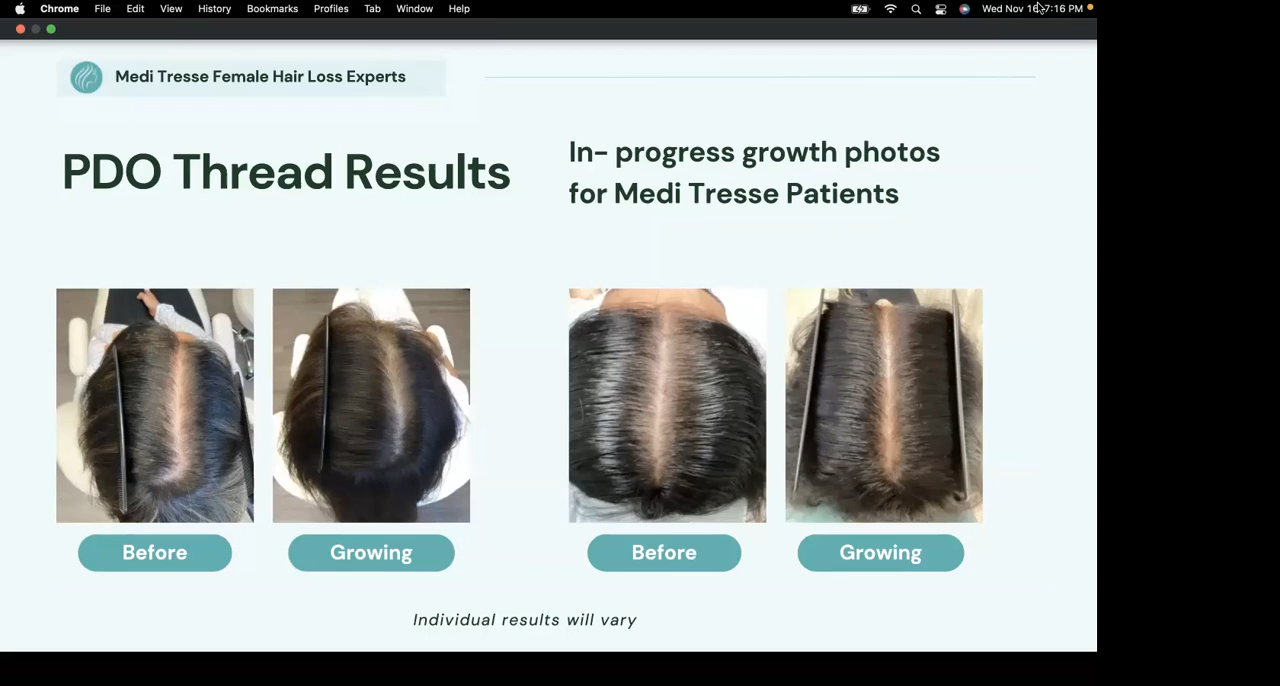 Chrome File Edit View History Bookmarks Profiles Tab Window Help
Medi Tresse Female Hair Loss Experts
PDO Thread Results
In- progress growth photos
for Medi Tresse Patients
Before
Growing
Before
Growing
Individual results will vary